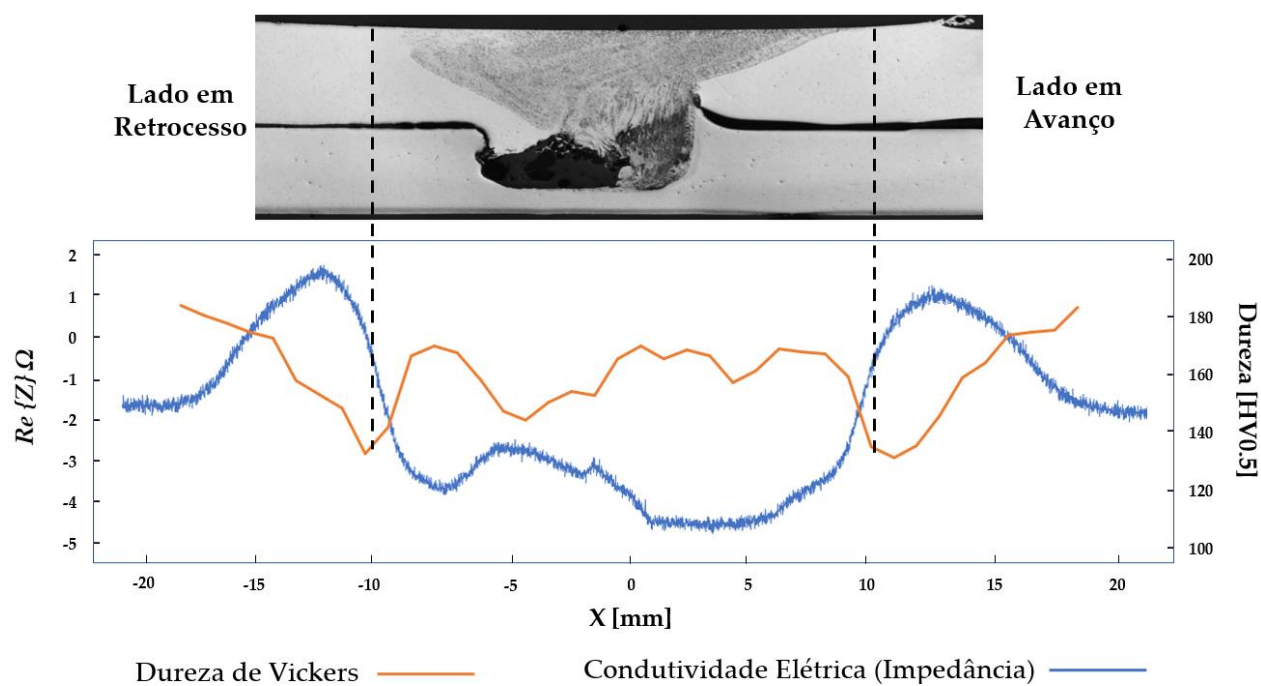 Lado em
Retrocesso
Lado em
Avanço
2
1
0
-1
-2
-3
-4
-5
Re {Z} Ω
200
180
160
140
120
100
Dureza [HV0.5]
-20 -15 -10 -5 0 5 10 15 20
X [mm]
Dureza de Vickers
Condutividade Elétrica (Impedância)